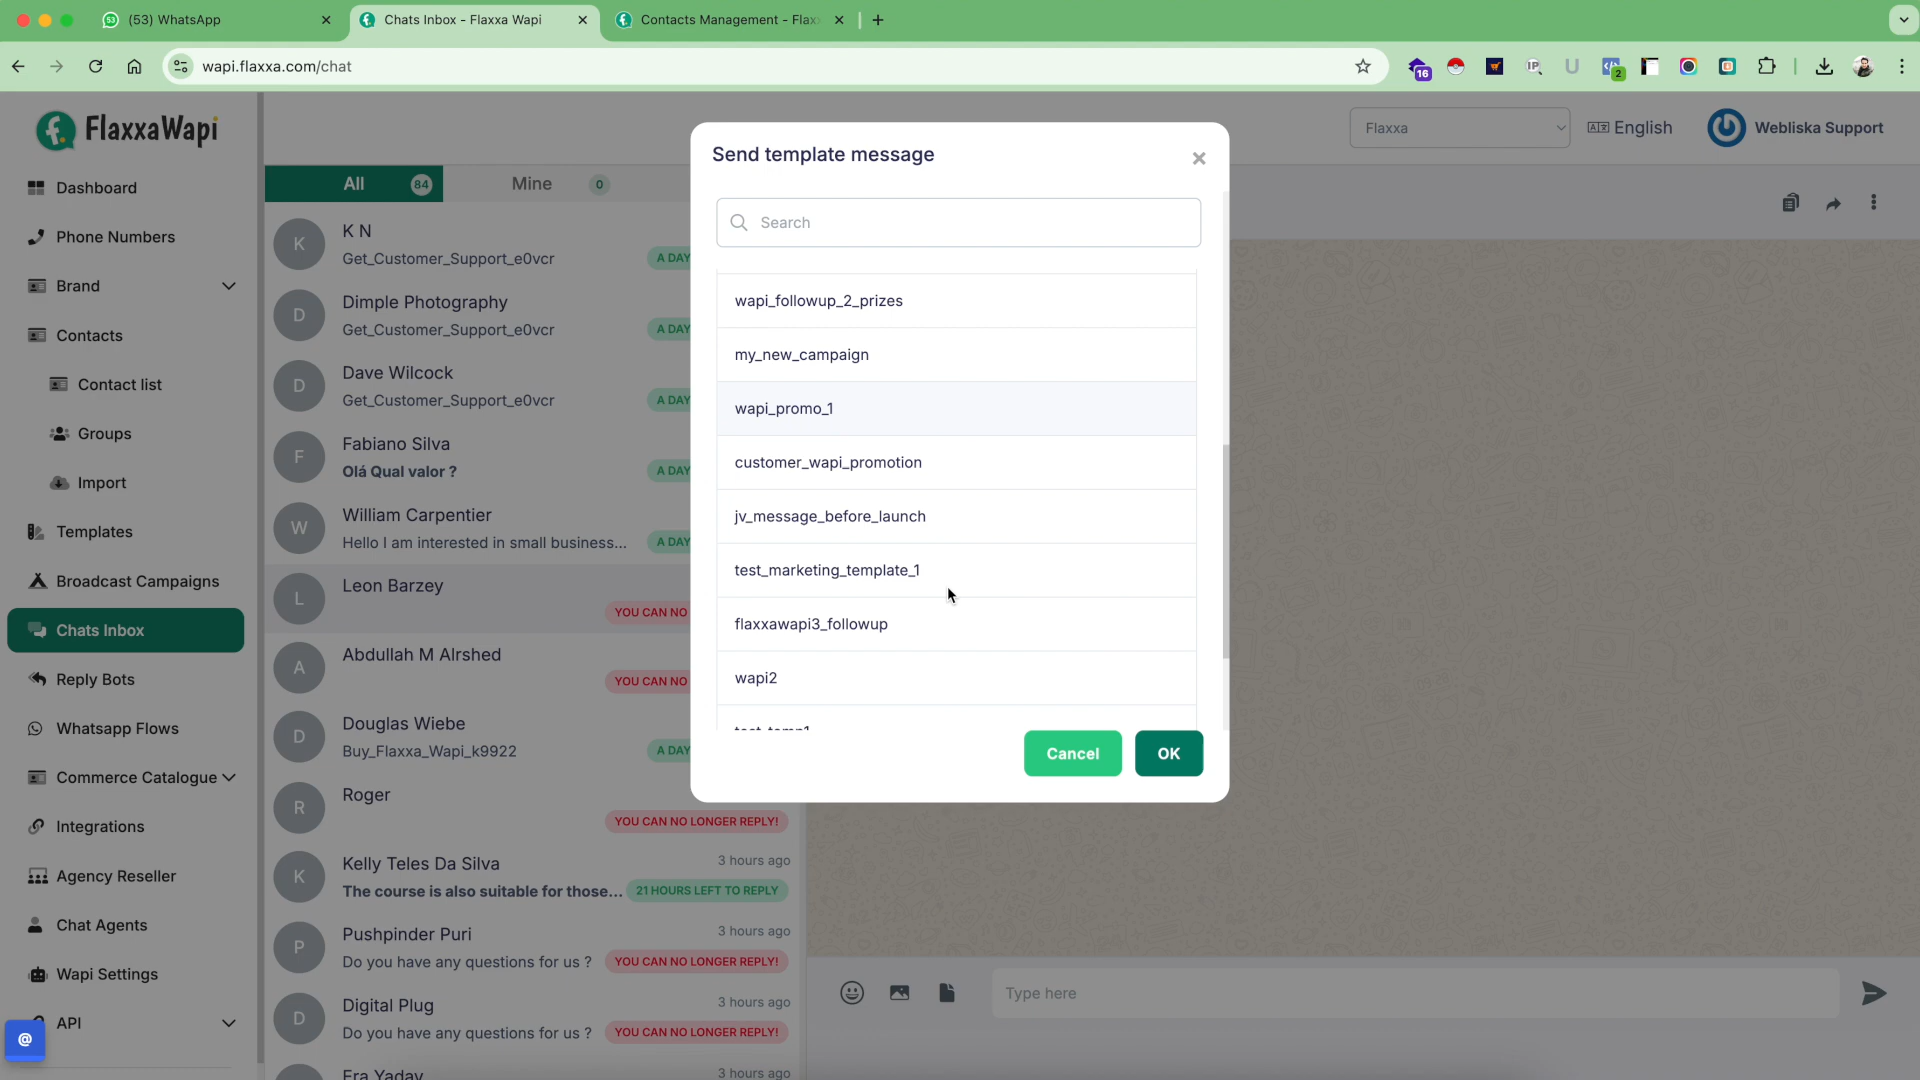 (53) WhatsApp
Chats Inbox - Flaxxa Wapi
Contacts Management - Flax
wapi.flaxxa.com/chat
16
IP
U
2
FlaxxaWapi
Dashboard
Phone Numbers
Brand
Contacts
Contact list
Groups
Import
Templates
Broadcast Campaigns
Chats Inbox
Reply Bots
Whatsapp Flows
Commerce Catalogue
Integrations
Agency Reseller
Chat Agents
Wapi Settings
API
@
Flaxxa
English
Webliska Support
All 84
Mine 0
K
K N
Get_Customer_Support_e0vcr
A DAY
D
Dimple Photography
Get_Customer_Support_e0vcr
A DAY
D
Dave Wilcock
Get_Customer_Support_e0vcr
A DAY
F
Fabiano Silva
Olá Qual valor ?
A DAY
W
William Carpentier
Hello I am interested in small business...
A DAY
L
Leon Barzey
YOU CAN NO
A
Abdullah M Alrshed
YOU CAN NO
D
Douglas Wiebe
Buy_Flaxxa_Wapi_k9922
A DAY
R
Roger
YOU CAN NO LONGER REPLY!
K
Kelly Teles Da Silva
3 hours ago
The course is also suitable for those...
21 HOURS LEFT TO REPLY
P
Pushpinder Puri
3 hours ago
Do you have any questions for us ?
YOU CAN NO LONGER REPLY!
D
Digital Plug
3 hours ago
Do you have any questions for us ?
YOU CAN NO LONGER REPLY!
Era Yadav
3 hours ago
Send template message
Search
wapi_followup_2_prizes
my_new_campaign
wapi_promo_1
customer_wapi_promotion
jv_message_before_launch
test_marketing_template_1
flaxxawapi3_followup
wapi2
Cancel
OK
Type here